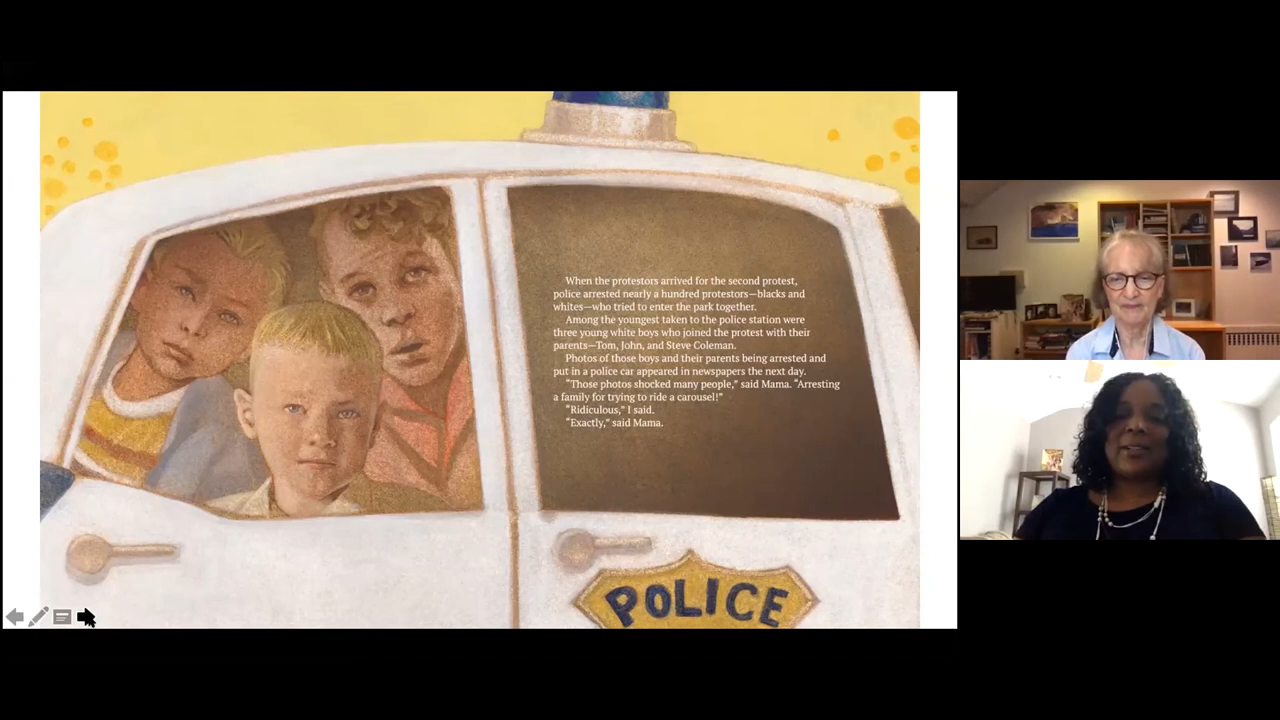 When the protestors arrived for the second protest,
police arrested nearly a hundred protestors—blacks and
whites—who tried to enter the park together.
Among the youngest taken to the police station were
three young white boys who joined the protest with their
parents—Tom, John, and Steve Coleman.
Photos of those boys and their parents being arrested and
put in a police car appeared in newspapers the next day.
“Those photos shocked many people,” said Mama. “Arresting
a family for trying to ride a carousel!”
“Ridiculous,” I said.
“Exactly,” said Mama.
POLICE